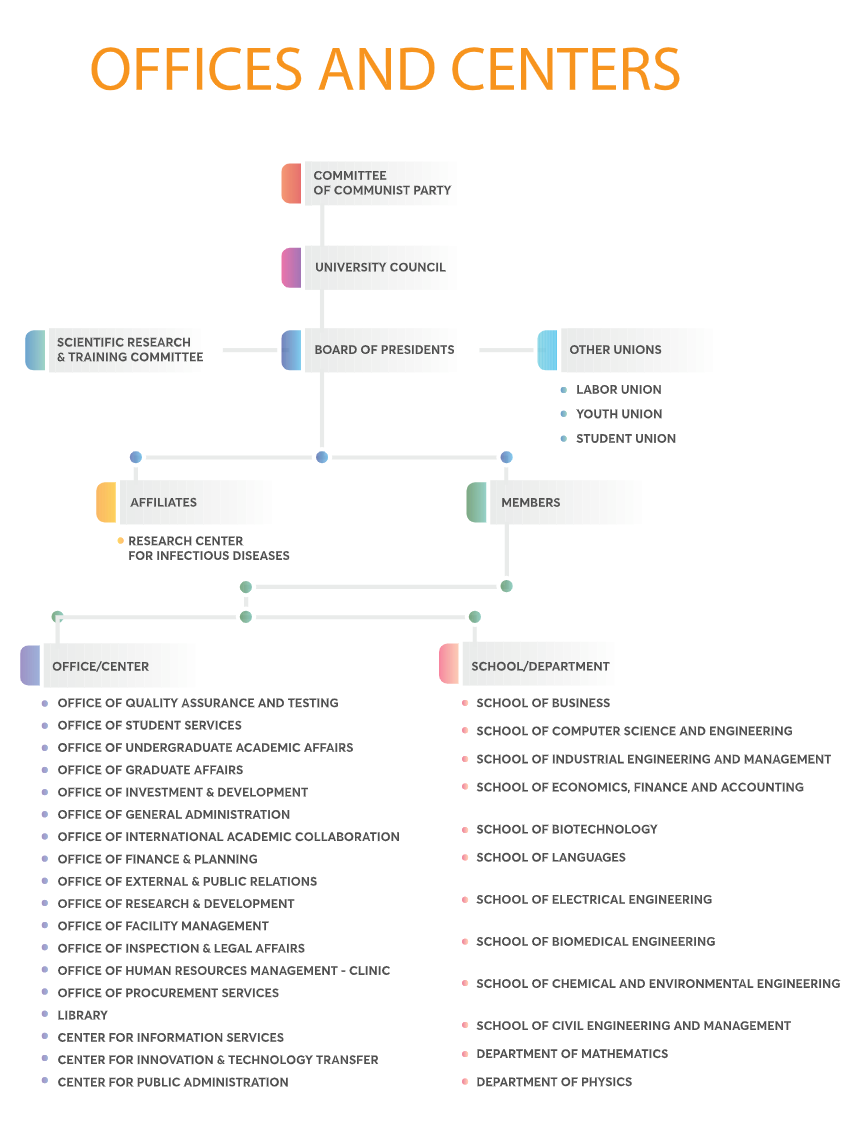 OFFICES AND CENTERS
COMMITTEE
OF COMMUNIST PARTY
UNIVERSITY COUNCIL
SCIENTIFIC RESEARCH
& TRAINING COMMITTEE
BOARD OF PRESIDENTS
OTHER UNIONS
LABOR UNION
YOUTH UNION
STUDENT UNION
AFFILIATES
RESEARCH CENTER
FOR INFECTIOUS DISEASES
MEMBERS
OFFICE/CENTER
OFFICE OF QUALITY ASSURANCE AND TESTING
OFFICE OF STUDENT SERVICES
OFFICE OF UNDERGRADUATE ACADEMIC AFFAIRS
OFFICE OF GRADUATE AFFAIRS
OFFICE OF INVESTMENT & DEVELOPMENT
OFFICE OF GENERAL ADMINISTRATION
OFFICE OF INTERNATIONAL ACADEMIC COLLABORATION
OFFICE OF FINANCE & PLANNING
OFFICE OF EXTERNAL & PUBLIC RELATIONS
OFFICE OF RESEARCH & DEVELOPMENT
OFFICE OF FACILITY MANAGEMENT
OFFICE OF INSPECTION & LEGAL AFFAIRS
OFFICE OF HUMAN RESOURCES MANAGEMENT - CLINIC
OFFICE OF PROCUREMENT SERVICES
LIBRARY
CENTER FOR INFORMATION SERVICES
CENTER FOR INNOVATION & TECHNOLOGY TRANSFER
CENTER FOR PUBLIC ADMINISTRATION
SCHOOL/DEPARTMENT
SCHOOL OF BUSINESS
SCHOOL OF COMPUTER SCIENCE AND ENGINEERING
SCHOOL OF INDUSTRIAL ENGINEERING AND MANAGEMENT
SCHOOL OF ECONOMICS, FINANCE AND ACCOUNTING
SCHOOL OF BIOTECHNOLOGY
SCHOOL OF LANGUAGES
SCHOOL OF ELECTRICAL ENGINEERING
SCHOOL OF BIOMEDICAL ENGINEERING
SCHOOL OF CHEMICAL AND ENVIRONMENTAL ENGINEERING
SCHOOL OF CIVIL ENGINEERING AND MANAGEMENT
DEPARTMENT OF MATHEMATICS
DEPARTMENT OF PHYSICS